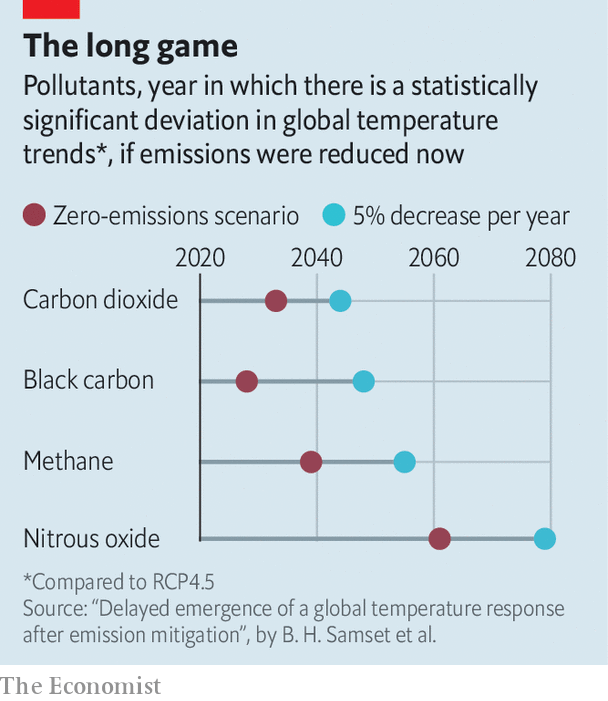 The long game
Pollutants, year in which there is a statistically
significant deviation in global temperature
trends*, if emissions were reduced now
Zero-emissions scenario 5% decrease per year
2020 2040 2060 2080
Carbon dioxide
Black carbon
Methane
Nitrous oxide
*Compared to RCP4.5
Source: “Delayed emergence of a global temperature response
after emission mitigation”, by B. H. Samset et al.
The Economist